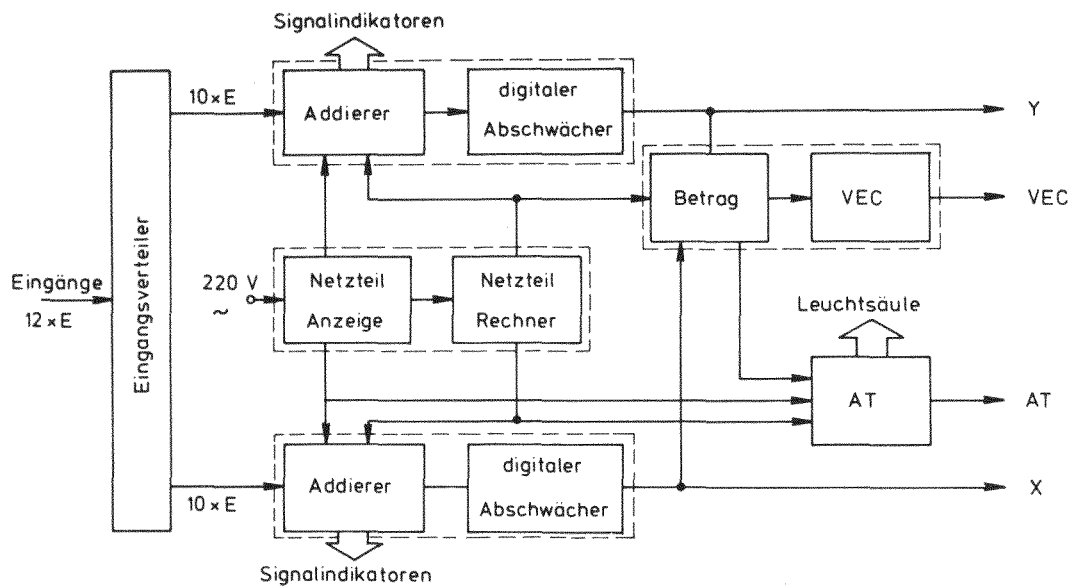 Signalindikatoren
10×E
Addierer
digitaler
Abschwächer
Y
Betrag
VEC
VEC
Eingangsverteiler
Eingänge
12×E
220 V
~
Netzteil
Anzeige
Netzteil
Rechner
Leuchtsäule
AT
AT
10×E
Addierer
digitaler
Abschwächer
X
Signalindikatoren